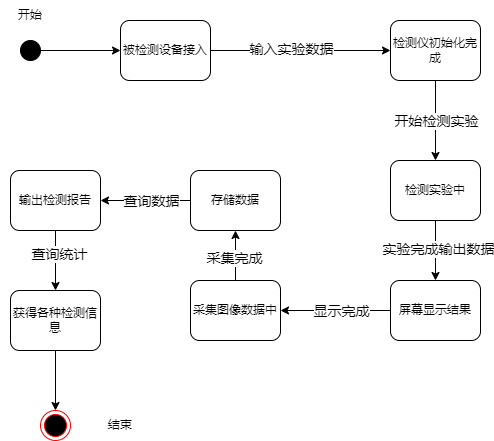 开始
被检测设备接入
输入实验数据
检测仪初始化完
成
开始检测实验
检测实验中
实验完成输出数据
屏幕显示结果
显示完成
采集图像数据中
采集完成
存储数据
查询数据
输出检测报告
查询统计
获得各种检测信
息
结束